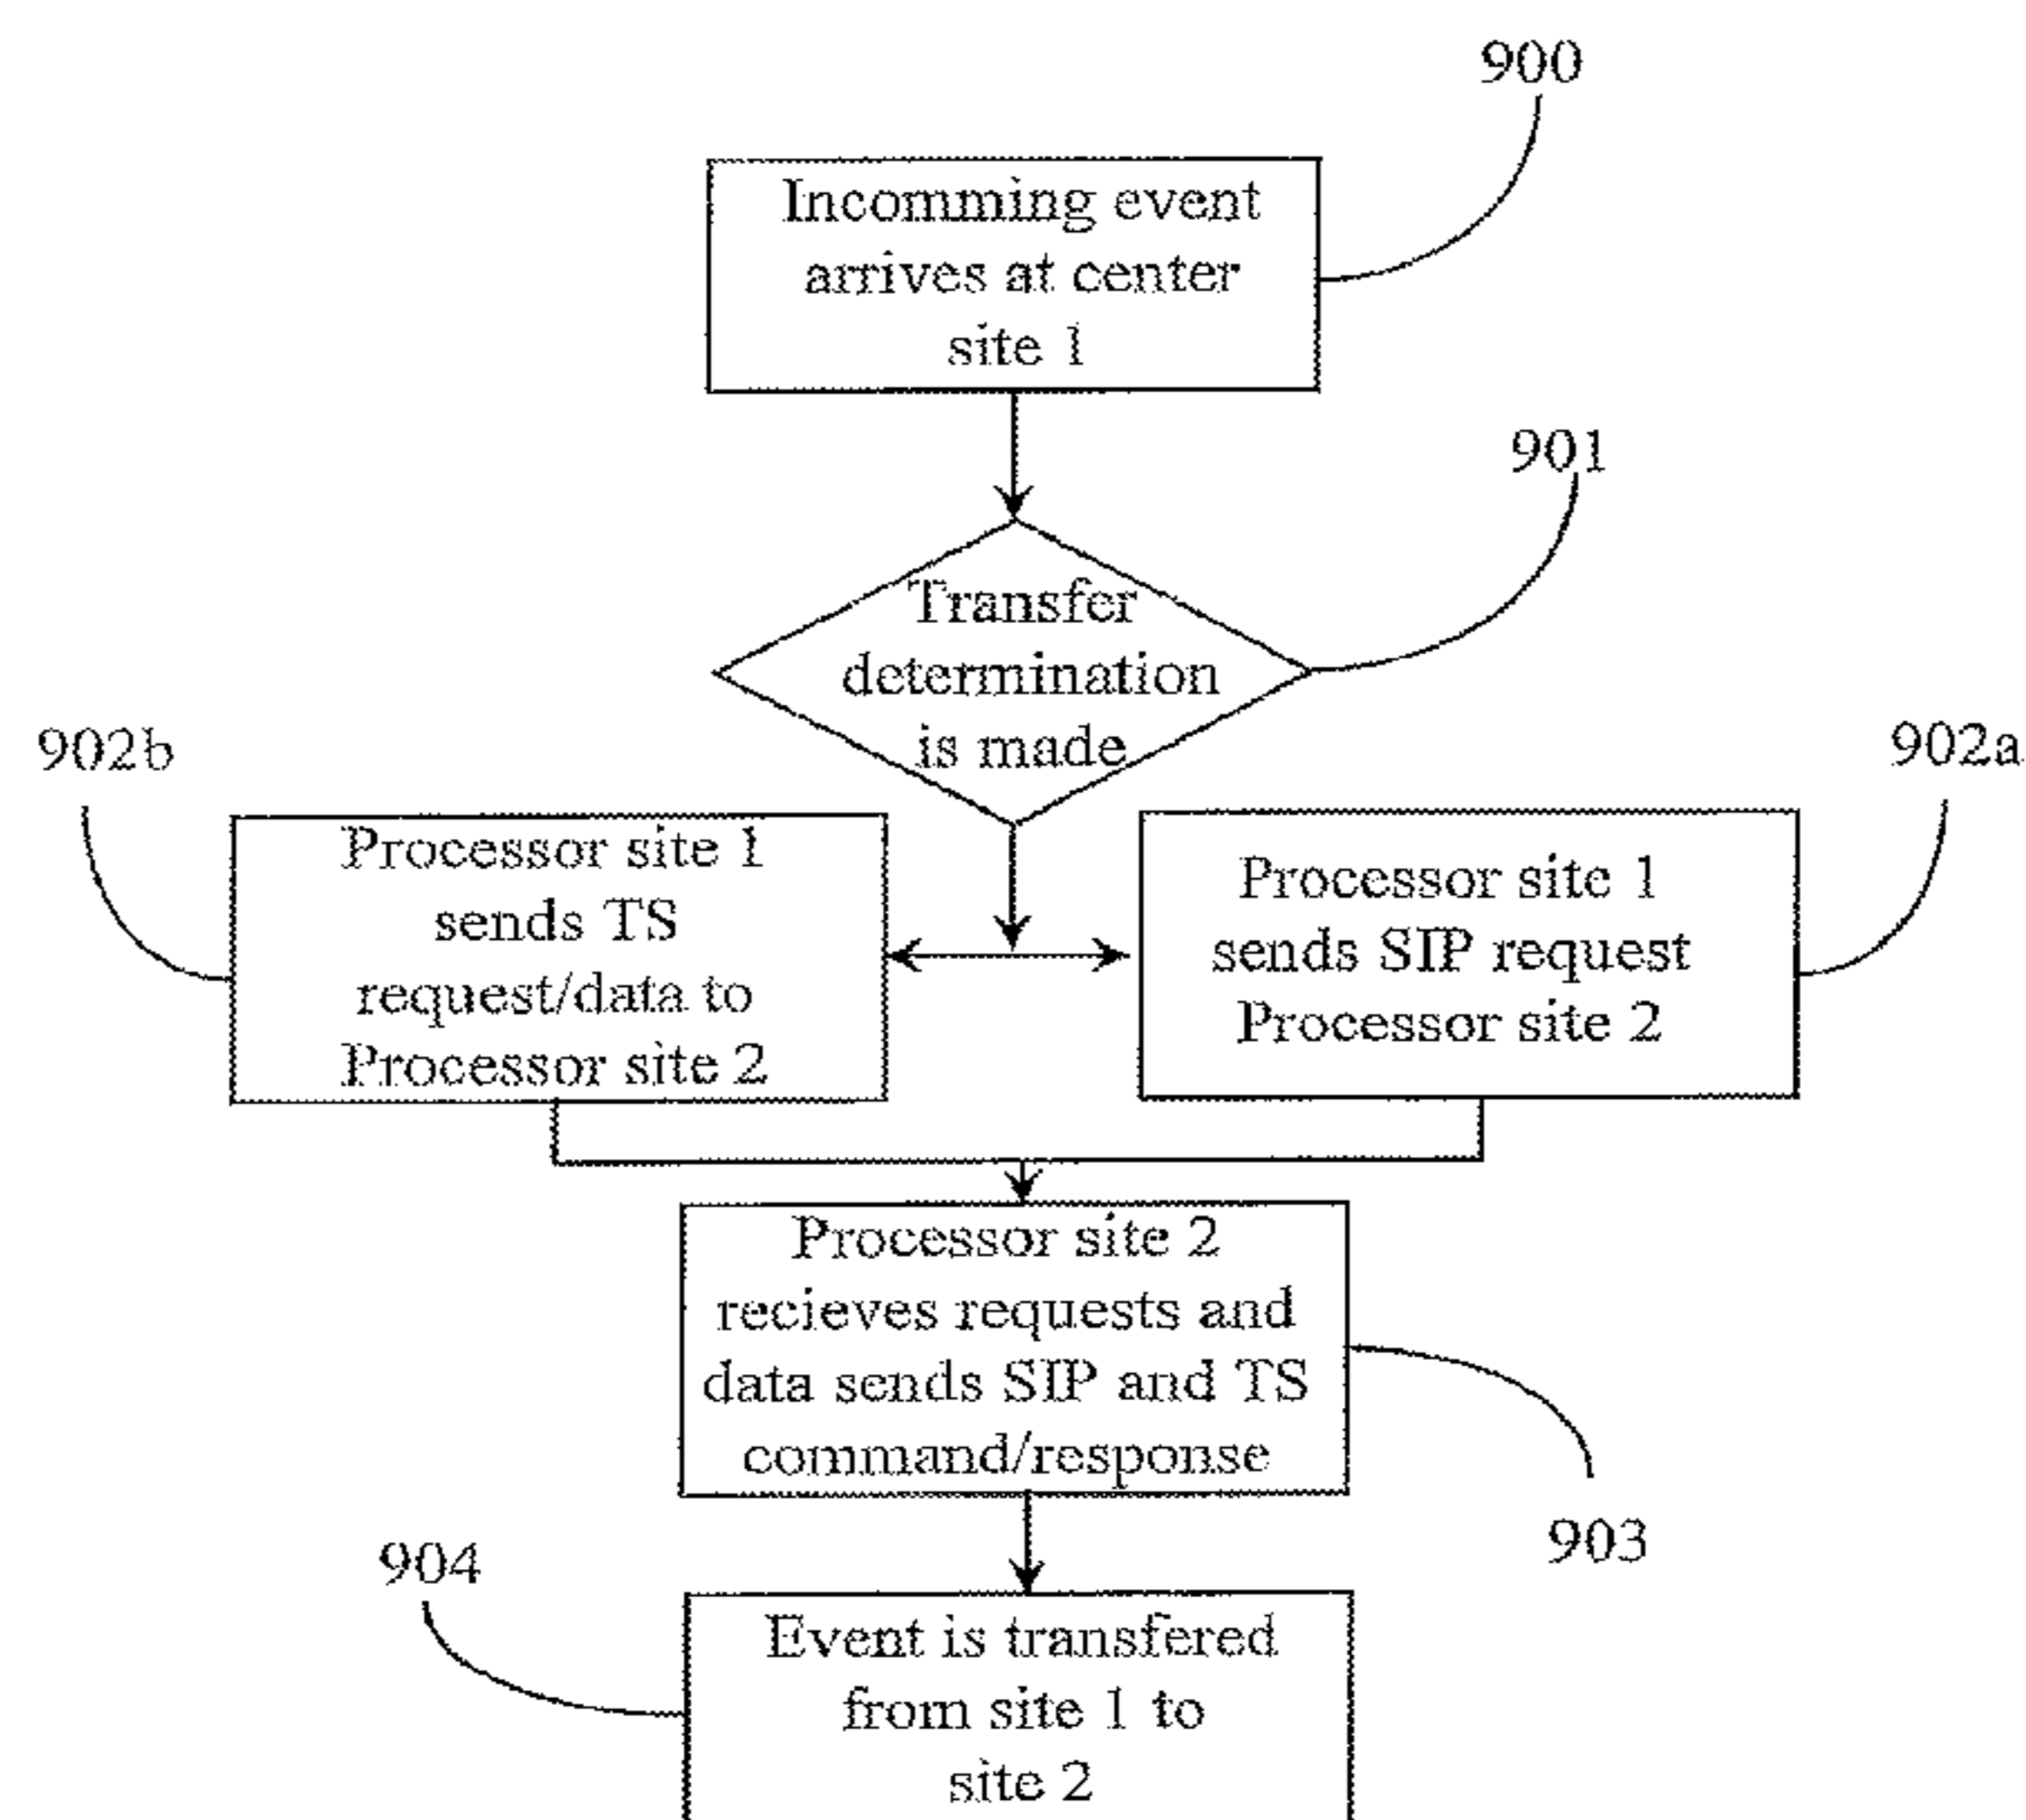 900
Incomming event
arrives at center
site 1
901
Transfer
determination
is made
902b
902a
Processor site 1
sends TS
request/data to
Processor site 2
Processor site 1
sends SIP request
Processor site 2
Processor site 2
recieves requests and
data sends SIP and TS
command/response
903
904
Event is transfered
from site 1 to
site 2